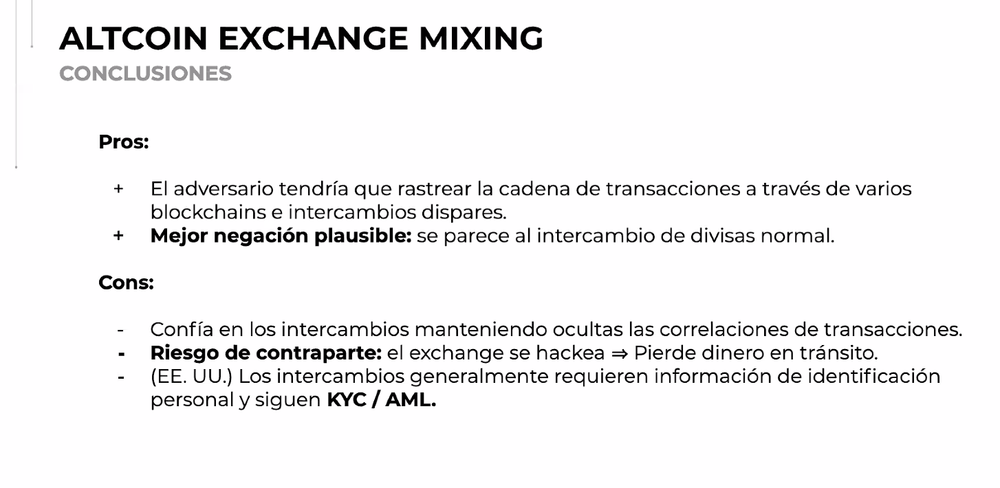 ALTCOIN EXCHANGE MIXING
CONCLUSIONES
Pros:
+ El adversario tendría que rastrear la cadena de transacciones a través de varios
blockchains e intercambios dispares.
+ Mejor negación plausible: se parece al intercambio de divisas normal.
Cons:
- Confía en los intercambios manteniendo ocultas las correlaciones de transacciones.
- Riesgo de contraparte: el exchange se hackea ⇒ Pierde dinero en tránsito.
- (EE. UU.) Los intercambios generalmente requieren información de identificación
personal y siguen KYC / AML.